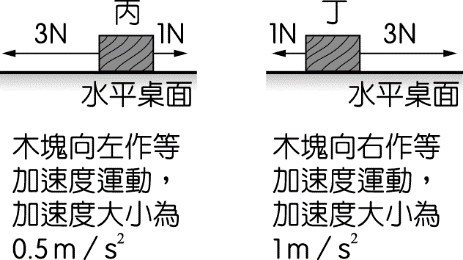 丙
3N
1N
水平桌面
木塊向左作等
加速度運動，
加速度大小為
0.5 m / s²
丁
1N
3N
水平桌面
木塊向右作等
加速度運動，
加速度大小為
1 m / s²